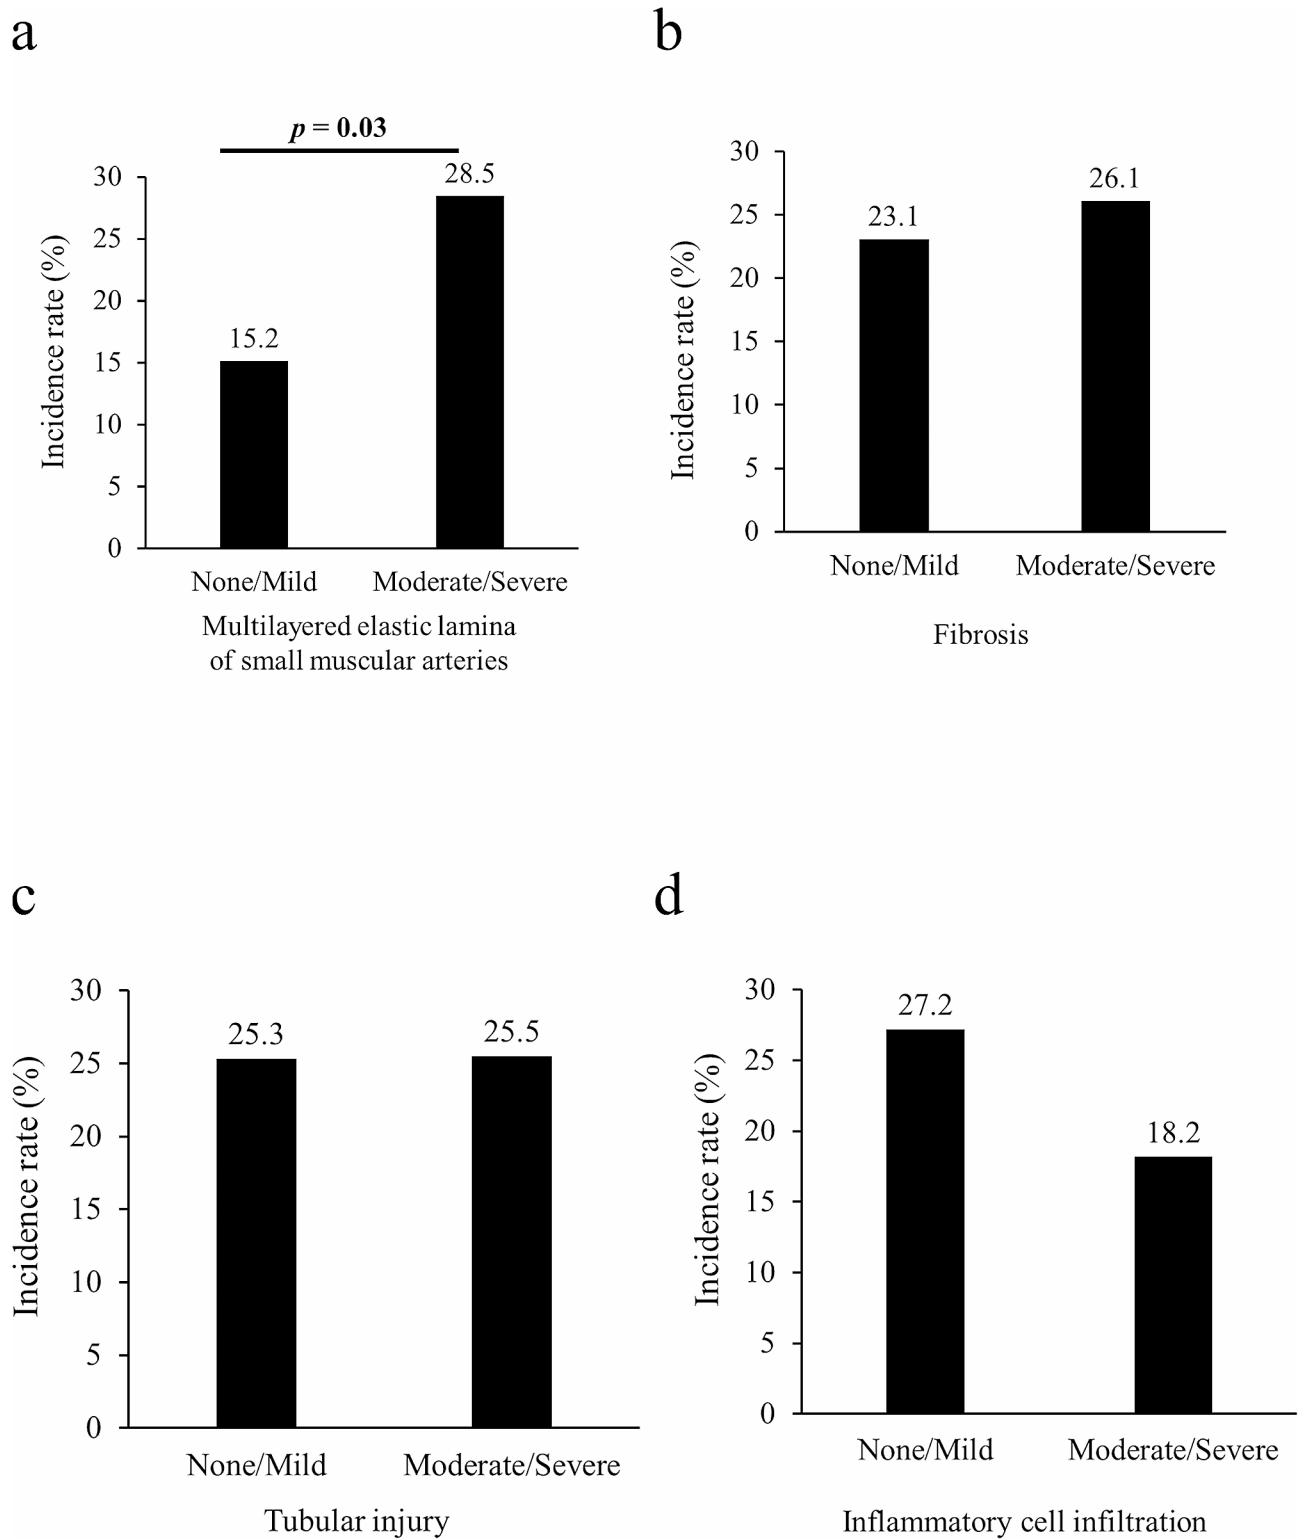 a
p = 0.03
30
25
20
15
10
5
0
Incidence rate (%)
15.2
28.5
None/Mild
Moderate/Severe
Multilayered elastic lamina
of small muscular arteries
b
30
25
20
15
10
5
0
Incidence rate (%)
23.1
26.1
None/Mild
Moderate/Severe
Fibrosis
c
30
25
20
15
10
5
0
Incidence rate (%)
25.3
25.5
None/Mild
Moderate/Severe
Tubular injury
d
30
25
20
15
10
5
0
Incidence rate (%)
27.2
18.2
None/Mild
Moderate/Severe
Inflammatory cell infiltration